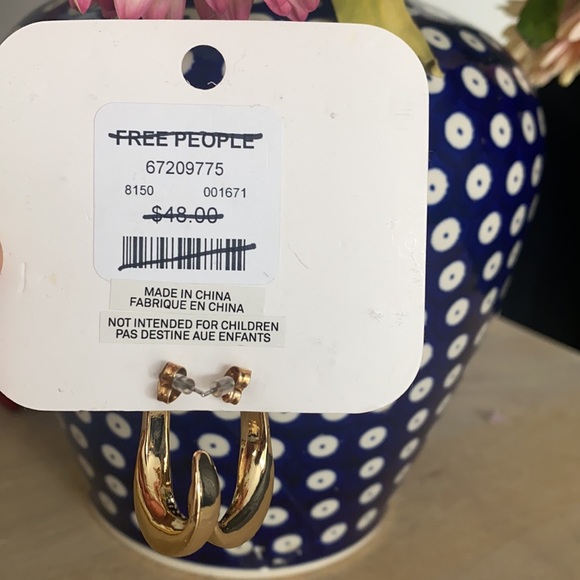 FREE PEOPLE
67209775
8150 001671
$48.00
MADE IN CHINA
FABRIQUE EN CHINA
NOT INTENDED FOR CHILDREN
PAS DESTINE AUE ENFANTS